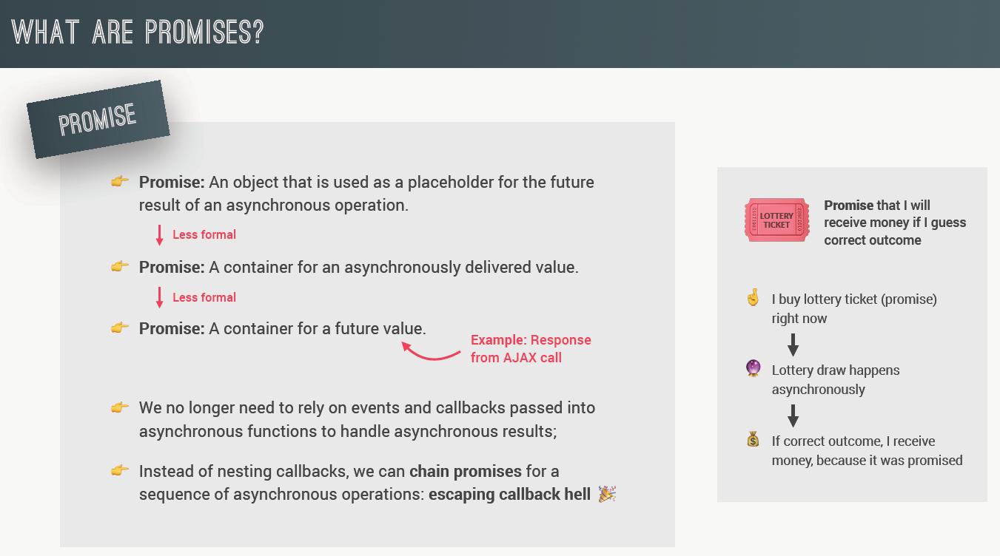 WHAT ARE PROMISES?
PROMISE
Promise: An object that is used as a placeholder for the future
result of an asynchronous operation.
Less formal
Promise: A container for an asynchronously delivered value.
Less formal
Promise: A container for a future value.
Example: Response
from AJAX call
We no longer need to rely on events and callbacks passed into
asynchronous functions to handle asynchronous results;
Instead of nesting callbacks, we can chain promises for a
sequence of asynchronous operations: escaping callback hell 🎉
LOTTERY
TICKET
Promise that I will
receive money if I guess
correct outcome
I buy lottery ticket (promise)
right now
Lottery draw happens
asynchronously
If correct outcome, I receive
money, because it was promised